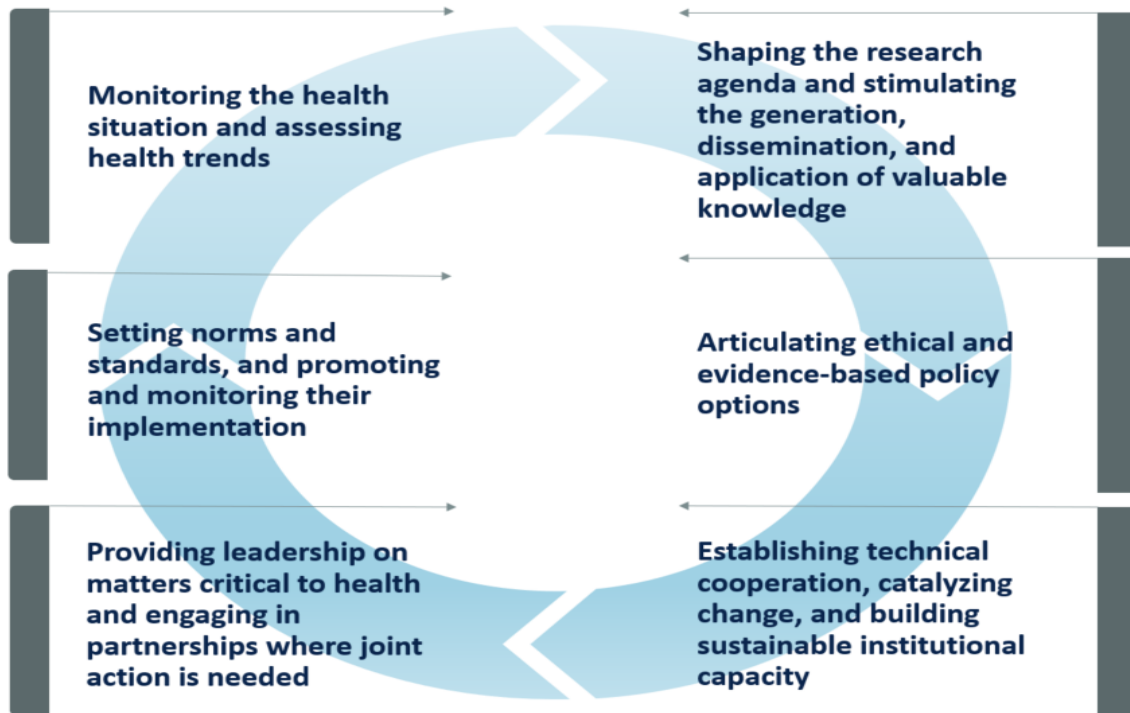 Monitoring the health
situation and assessing
health trends
Shaping the research
agenda and stimulating
the generation,
dissemination, and
application of valuable
knowledge
Setting norms and
standards, and promoting
and monitoring their
implementation
Articulating ethical and
evidence-based policy
options
Providing leadership on
matters critical to health
and engaging in
partnerships where joint
action is needed
Establishing technical
cooperation, catalyzing
change, and building
sustainable institutional
capacity